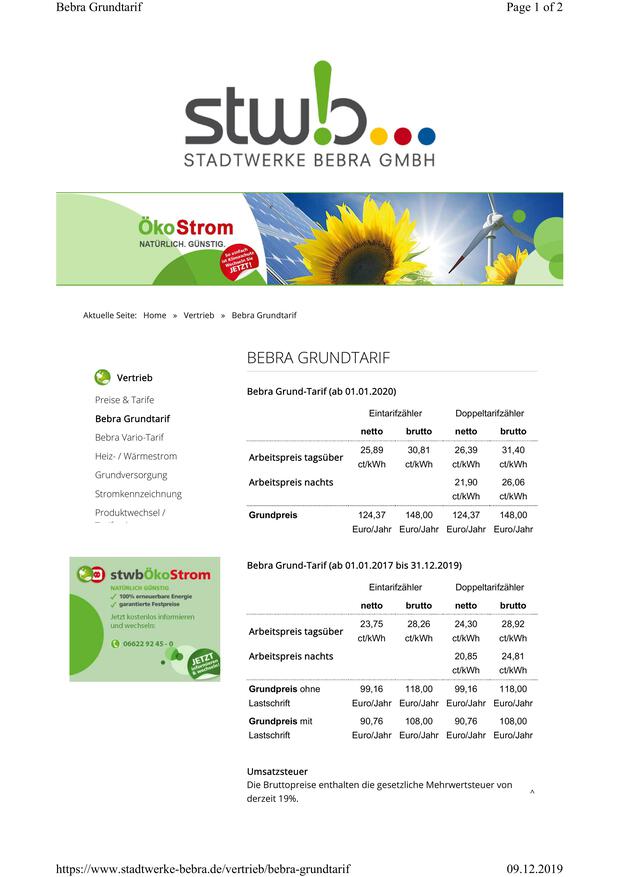 Bebra Grundtarif Page 1 of 2
stwb
STADTWERKE BEBRA GMBH
ÖkoStrom
NATÜRLICH. GÜNSTIG.
So einfach
ist Klimaschutz
Wechseln Sie
JETZT!
Aktuelle Seite: Home » Vertrieb » Bebra Grundtarif
Vertrieb
Preise & Tarife
Bebra Grundtarif
Bebra Vario-Tarif
Heiz- / Wärmestrom
Grundversorgung
Stromkennzeichnung
Produktwechsel /
stwbÖkoStrom
NATÜRLICH GÜNSTIG
100% erneuerbare Energie
garantierte Festpreise
Jetzt kostenlos informieren
und wechseln:
06622 92 45 - 0
JETZT
informieren
& wechseln!
BEBRA GRUNDTARIF
Bebra Grund-Tarif (ab 01.01.2020)
Eintarifzähler Doppeltarifzähler
netto brutto netto brutto
Arbeitspreis tagsüber 25,89 30,81 26,39 31,40
ct/kWh ct/kWh ct/kWh ct/kWh
Arbeitspreis nachts 21,90 26,06
ct/kWh ct/kWh
Grundpreis 124,37 148,00 124,37 148,00
Euro/Jahr Euro/Jahr Euro/Jahr Euro/Jahr
Bebra Grund-Tarif (ab 01.01.2017 bis 31.12.2019)
Eintarifzähler Doppeltarifzähler
netto brutto netto brutto
Arbeitspreis tagsüber 23,75 28,26 24,30 28,92
ct/kWh ct/kWh ct/kWh ct/kWh
Arbeitspreis nachts 20,85 24,81
ct/kWh ct/kWh
Grundpreis ohne 99,16 118,00 99,16 118,00
Lastschrift Euro/Jahr Euro/Jahr Euro/Jahr Euro/Jahr
Grundpreis mit 90,76 108,00 90,76 108,00
Lastschrift Euro/Jahr Euro/Jahr Euro/Jahr Euro/Jahr
Umsatzsteuer
Die Bruttopreise enthalten die gesetzliche Mehrwertsteuer von
derzeit 19%.
^
https://www.stadtwerke-bebra.de/vertrieb/bebra-grundtarif 09.12.2019